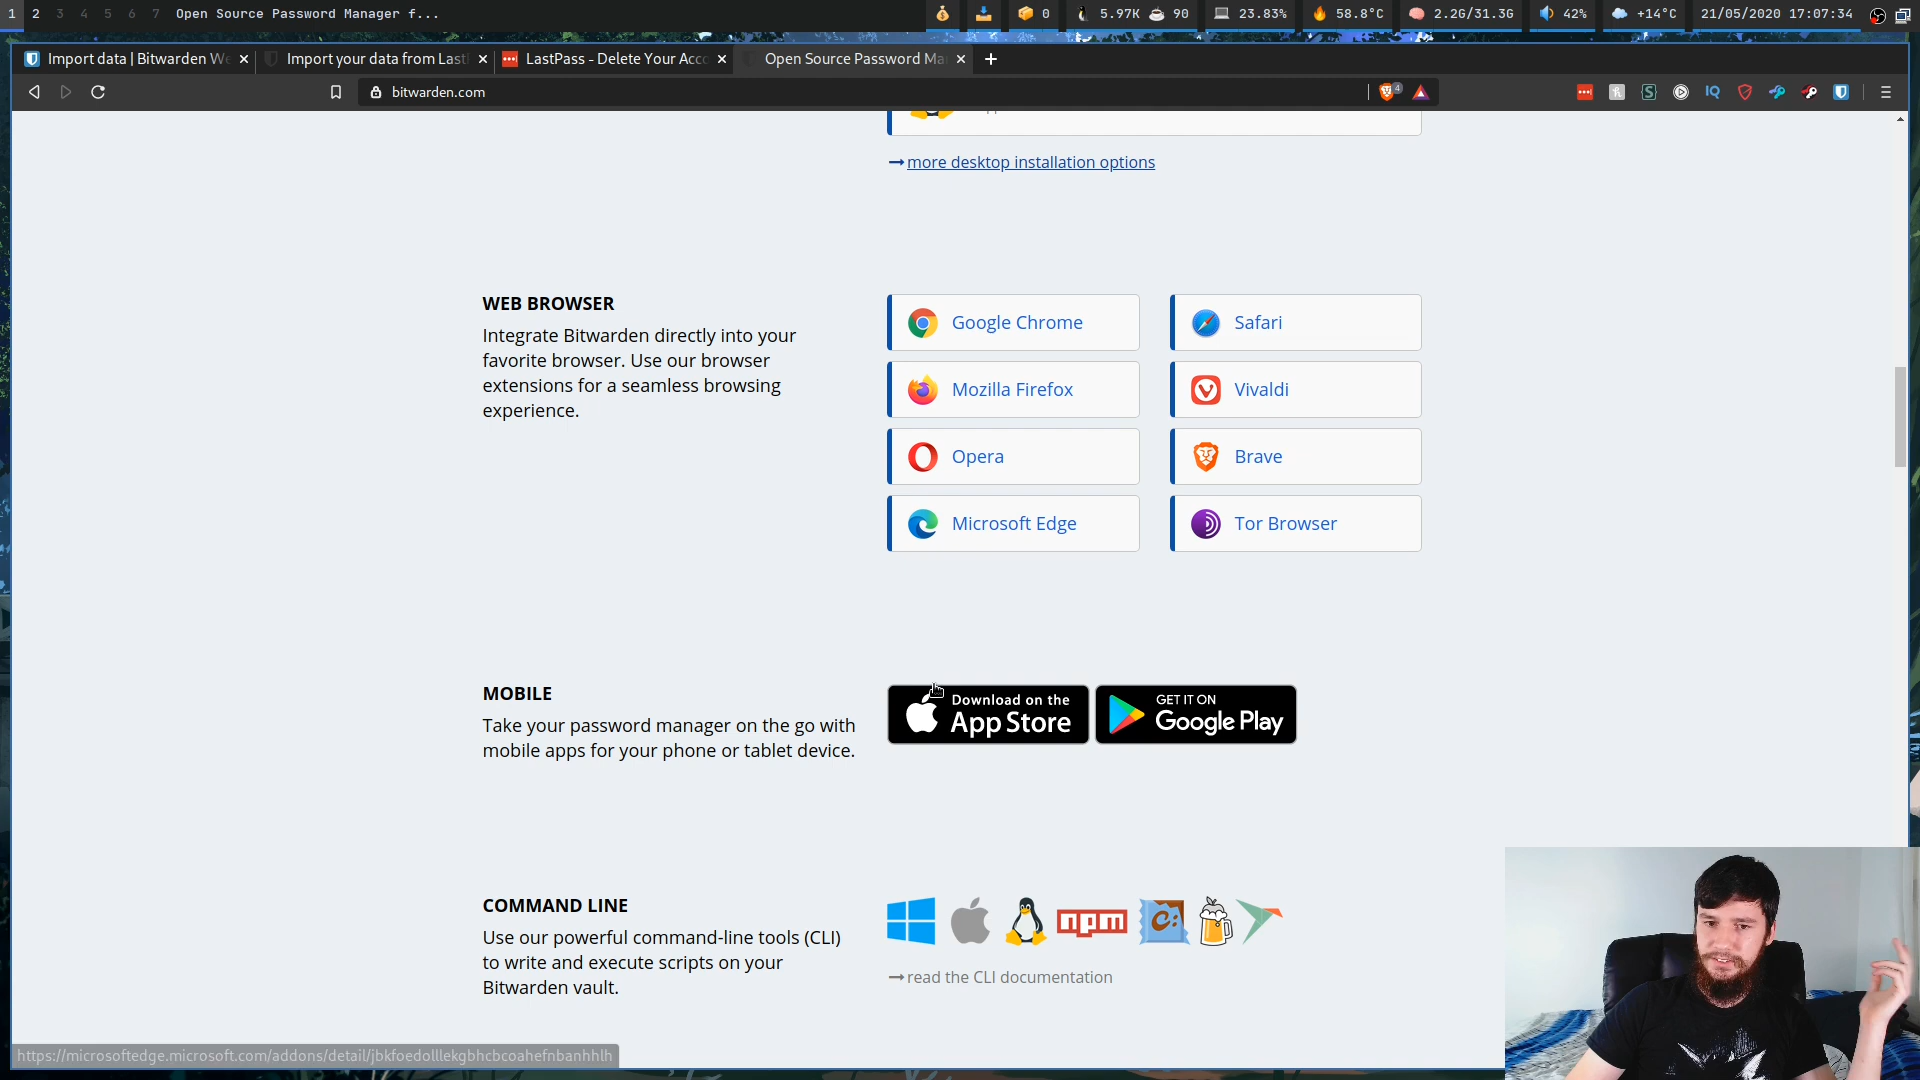 1 2 3 4 5 6 7 Open Source Password Manager f... 0 5.97K 90 23.83% 58.8°C 2.2G/31.3G 42% +14°C 21/05/2020 17:07:34
Import data | Bitwarden We Import your data from Last LastPass - Delete Your Acco Open Source Password Ma
bitwarden.com 4
more desktop installation options
WEB BROWSER
Integrate Bitwarden directly into your
favorite browser. Use our browser
extensions for a seamless browsing
experience.
Google Chrome Safari
Mozilla Firefox Vivaldi
Opera Brave
Microsoft Edge Tor Browser
MOBILE
Take your password manager on the go with
mobile apps for your phone or tablet device.
Download on the
App Store
GET IT ON
Google Play
COMMAND LINE
Use our powerful command-line tools (CLI)
to write and execute scripts on your
Bitwarden vault.
npm
read the CLI documentation
https://microsoftedge.microsoft.com/addons/detail/jbkfoedolllekgbhcbcoahefnbanhhlh